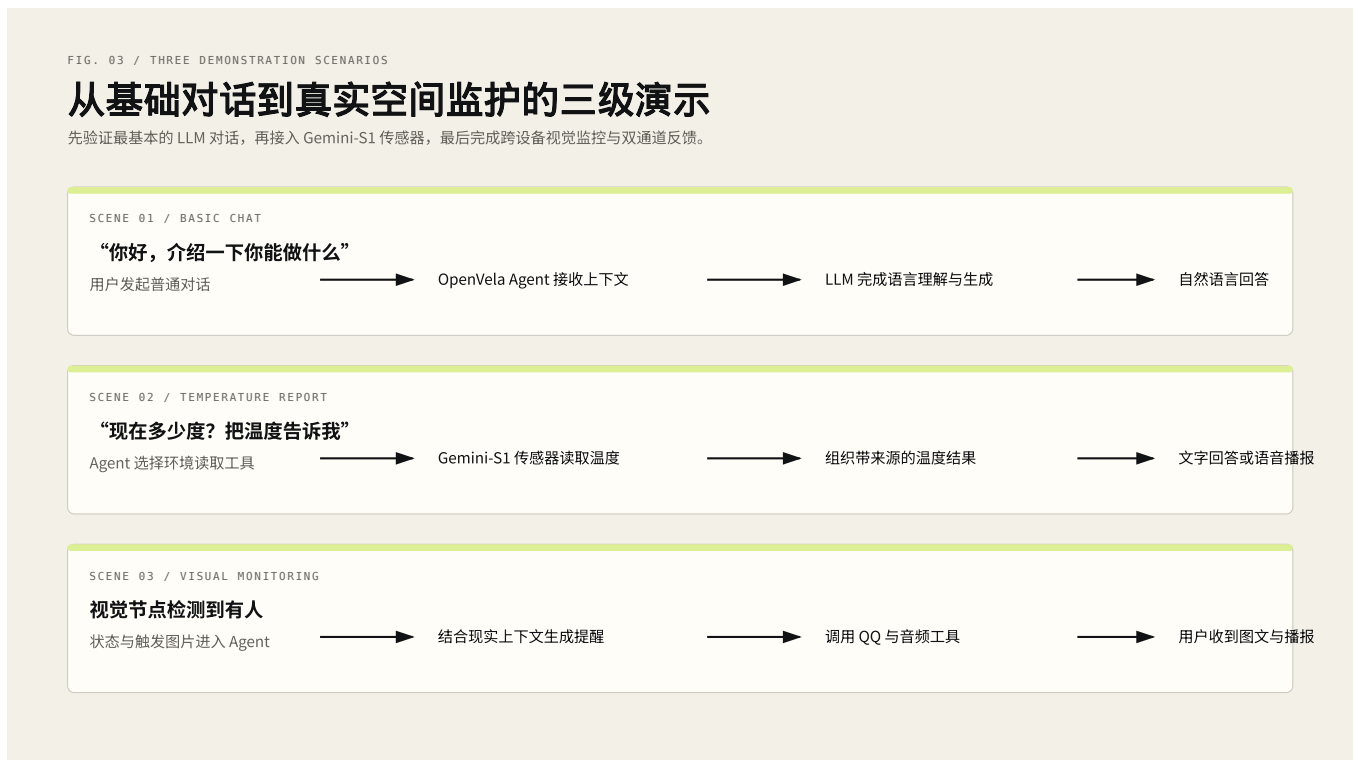 FIG. 03 / THREE DEMONSTRATION SCENARIOS
从基础对话到真实空间监护的三级演示
先验证最基本的 LLM 对话，再接入 Gemini-S1 传感器，最后完成跨设备视觉监控与双通道反馈。
SCENE 01 / BASIC CHAT
“你好，介绍一下你能做什么”
用户发起普通对话
OpenVela Agent 接收上下文
LLM 完成语言理解与生成
自然语言回答
SCENE 02 / TEMPERATURE REPORT
“现在多少度？把温度告诉我”
Agent 选择环境读取工具
Gemini-S1 传感器读取温度
组织带来源的温度结果
文字回答或语音播报
SCENE 03 / VISUAL MONITORING
视觉节点检测到有人
状态与触发图片进入 Agent
结合现实上下文生成提醒
调用 QQ 与音频工具
用户收到图文与播报